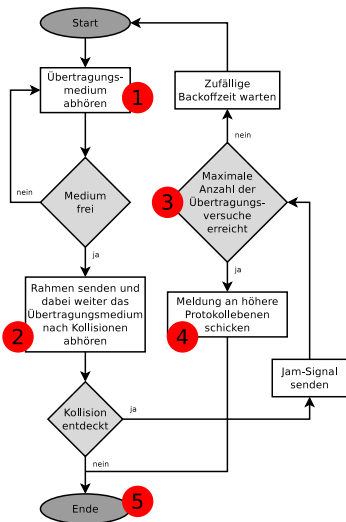 Start
Übertragungs-
medium
abhören
1
nein
Medium
frei
ja
Rahmen senden und
dabei weiter das
Übertragungsmedium
nach Kollisionen
abhören
2
Kollision
entdeckt
ja
nein
Ende
5
Zufällige
Backoffzeit warten
nein
Maximale
Anzahl der
Übertragungs-
versuche
erreicht
3
ja
Meldung an höhere
Protokollebenen
schicken
4
Jam-Signal
senden